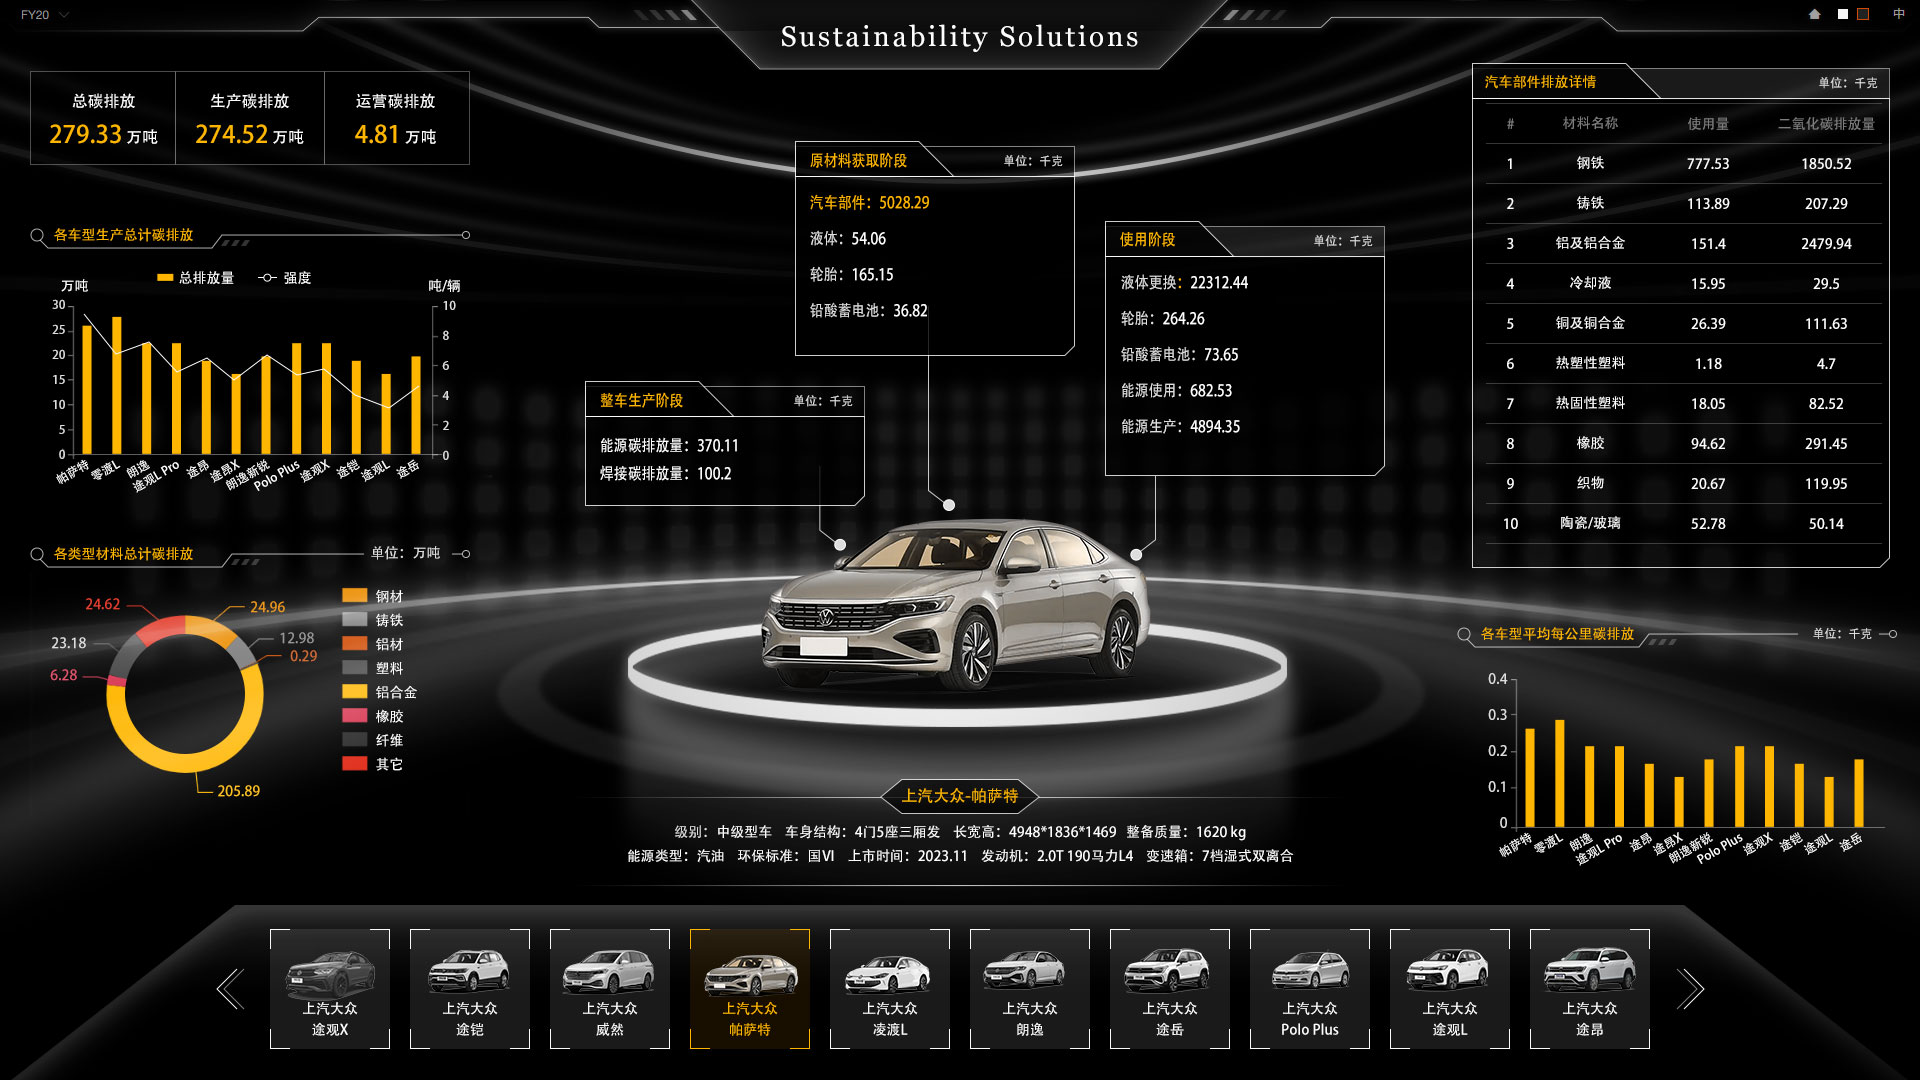 FY20
Sustainability Solutions
中
总碳排放
279.33 万吨
生产碳排放
274.52 万吨
运营碳排放
4.81 万吨
各车型生产总计碳排放
万吨
总排放量
强度
吨/辆
30
25
20
15
10
5
0
10
8
6
4
2
0
帕萨特
零渡L
朗逸
途观L Pro
途昂
途昂X
朗逸新锐
Polo Plus
途观X
途铠
途观L
途岳
各类型材料总计碳排放
单位：万吨
24.62
24.96
23.18
12.98
0.29
6.28
205.89
钢材
铸铁
铝材
塑料
铝合金
橡胶
纤维
其它
原材料获取阶段
单位：千克
汽车部件：5028.29
液体：54.06
轮胎：165.15
铅酸蓄电池：36.82
整车生产阶段
单位：千克
能源碳排放量：370.11
焊接碳排放量：100.2
使用阶段
单位：千克
液体更换：22312.44
轮胎：264.26
铅酸蓄电池：73.65
能源使用：682.53
能源生产：4894.35
上汽大众-帕萨特
级别：中级型车 车身结构：4门5座三厢发 长宽高：4948*1836*1469 整备质量：1620 kg
能源类型：汽油 环保标准：国VI 上市时间：2023.11 发动机：2.0T 190马力L4 变速箱：7档湿式双离合
汽车部件排放详情
单位：千克
# 材料名称 使用量 二氧化碳排放量
1 钢铁 777.53 1850.52
2 铸铁 113.89 207.29
3 铝及铝合金 151.4 2479.94
4 冷却液 15.95 29.5
5 铜及铜合金 26.39 111.63
6 热塑性塑料 1.18 4.7
7 热固性塑料 18.05 82.52
8 橡胶 94.62 291.45
9 织物 20.67 119.95
10 陶瓷/玻璃 52.78 50.14
各车型平均每公里碳排放
单位：千克
0.4
0.3
0.2
0.1
0
帕萨特
零渡L
朗逸
途观L Pro
途昂
途昂X
朗逸新锐
Polo Plus
途观X
途铠
途观L
途岳
上汽大众
途观X
上汽大众
途铠
上汽大众
威然
上汽大众
帕萨特
上汽大众
凌渡L
上汽大众
朗逸
上汽大众
途岳
上汽大众
Polo Plus
上汽大众
途观L
上汽大众
途昂